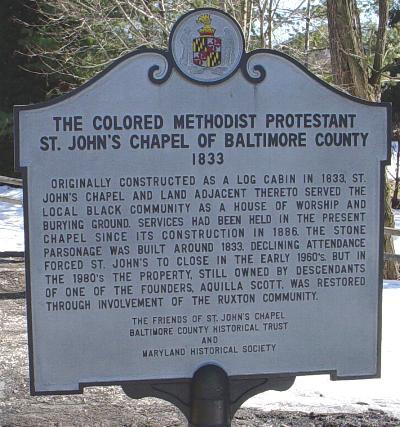 THE COLORED METHODIST PROTESTANT
ST. JOHN'S CHAPEL OF BALTIMORE COUNTY
1833
ORIGINALLY CONSTRUCTED AS A LOG CABIN IN 1833, ST.
JOHN'S CHAPEL AND LAND ADJACENT THERETO SERVED THE
LOCAL BLACK COMMUNITY AS A HOUSE OF WORSHIP AND
BURYING GROUND. SERVICES HAD BEEN HELD IN THE PRESENT
CHAPEL SINCE ITS CONSTRUCTION IN 1886. THE STONE
PARSONAGE WAS BUILT AROUND 1833. DECLINING ATTENDANCE
FORCED ST. JOHN'S TO CLOSE IN THE EARLY 1960's. BUT IN
THE 1980's THE PROPERTY, STILL OWNED BY DESCENDANTS
OF ONE OF THE FOUNDERS, AQUILLA SCOTT, WAS RESTORED
THROUGH INVOLVEMENT OF THE RUXTON COMMUNITY.
THE FRIENDS OF ST. JOHN'S CHAPEL
BALTIMORE COUNTY HISTORICAL TRUST
AND
MARYLAND HISTORICAL SOCIETY